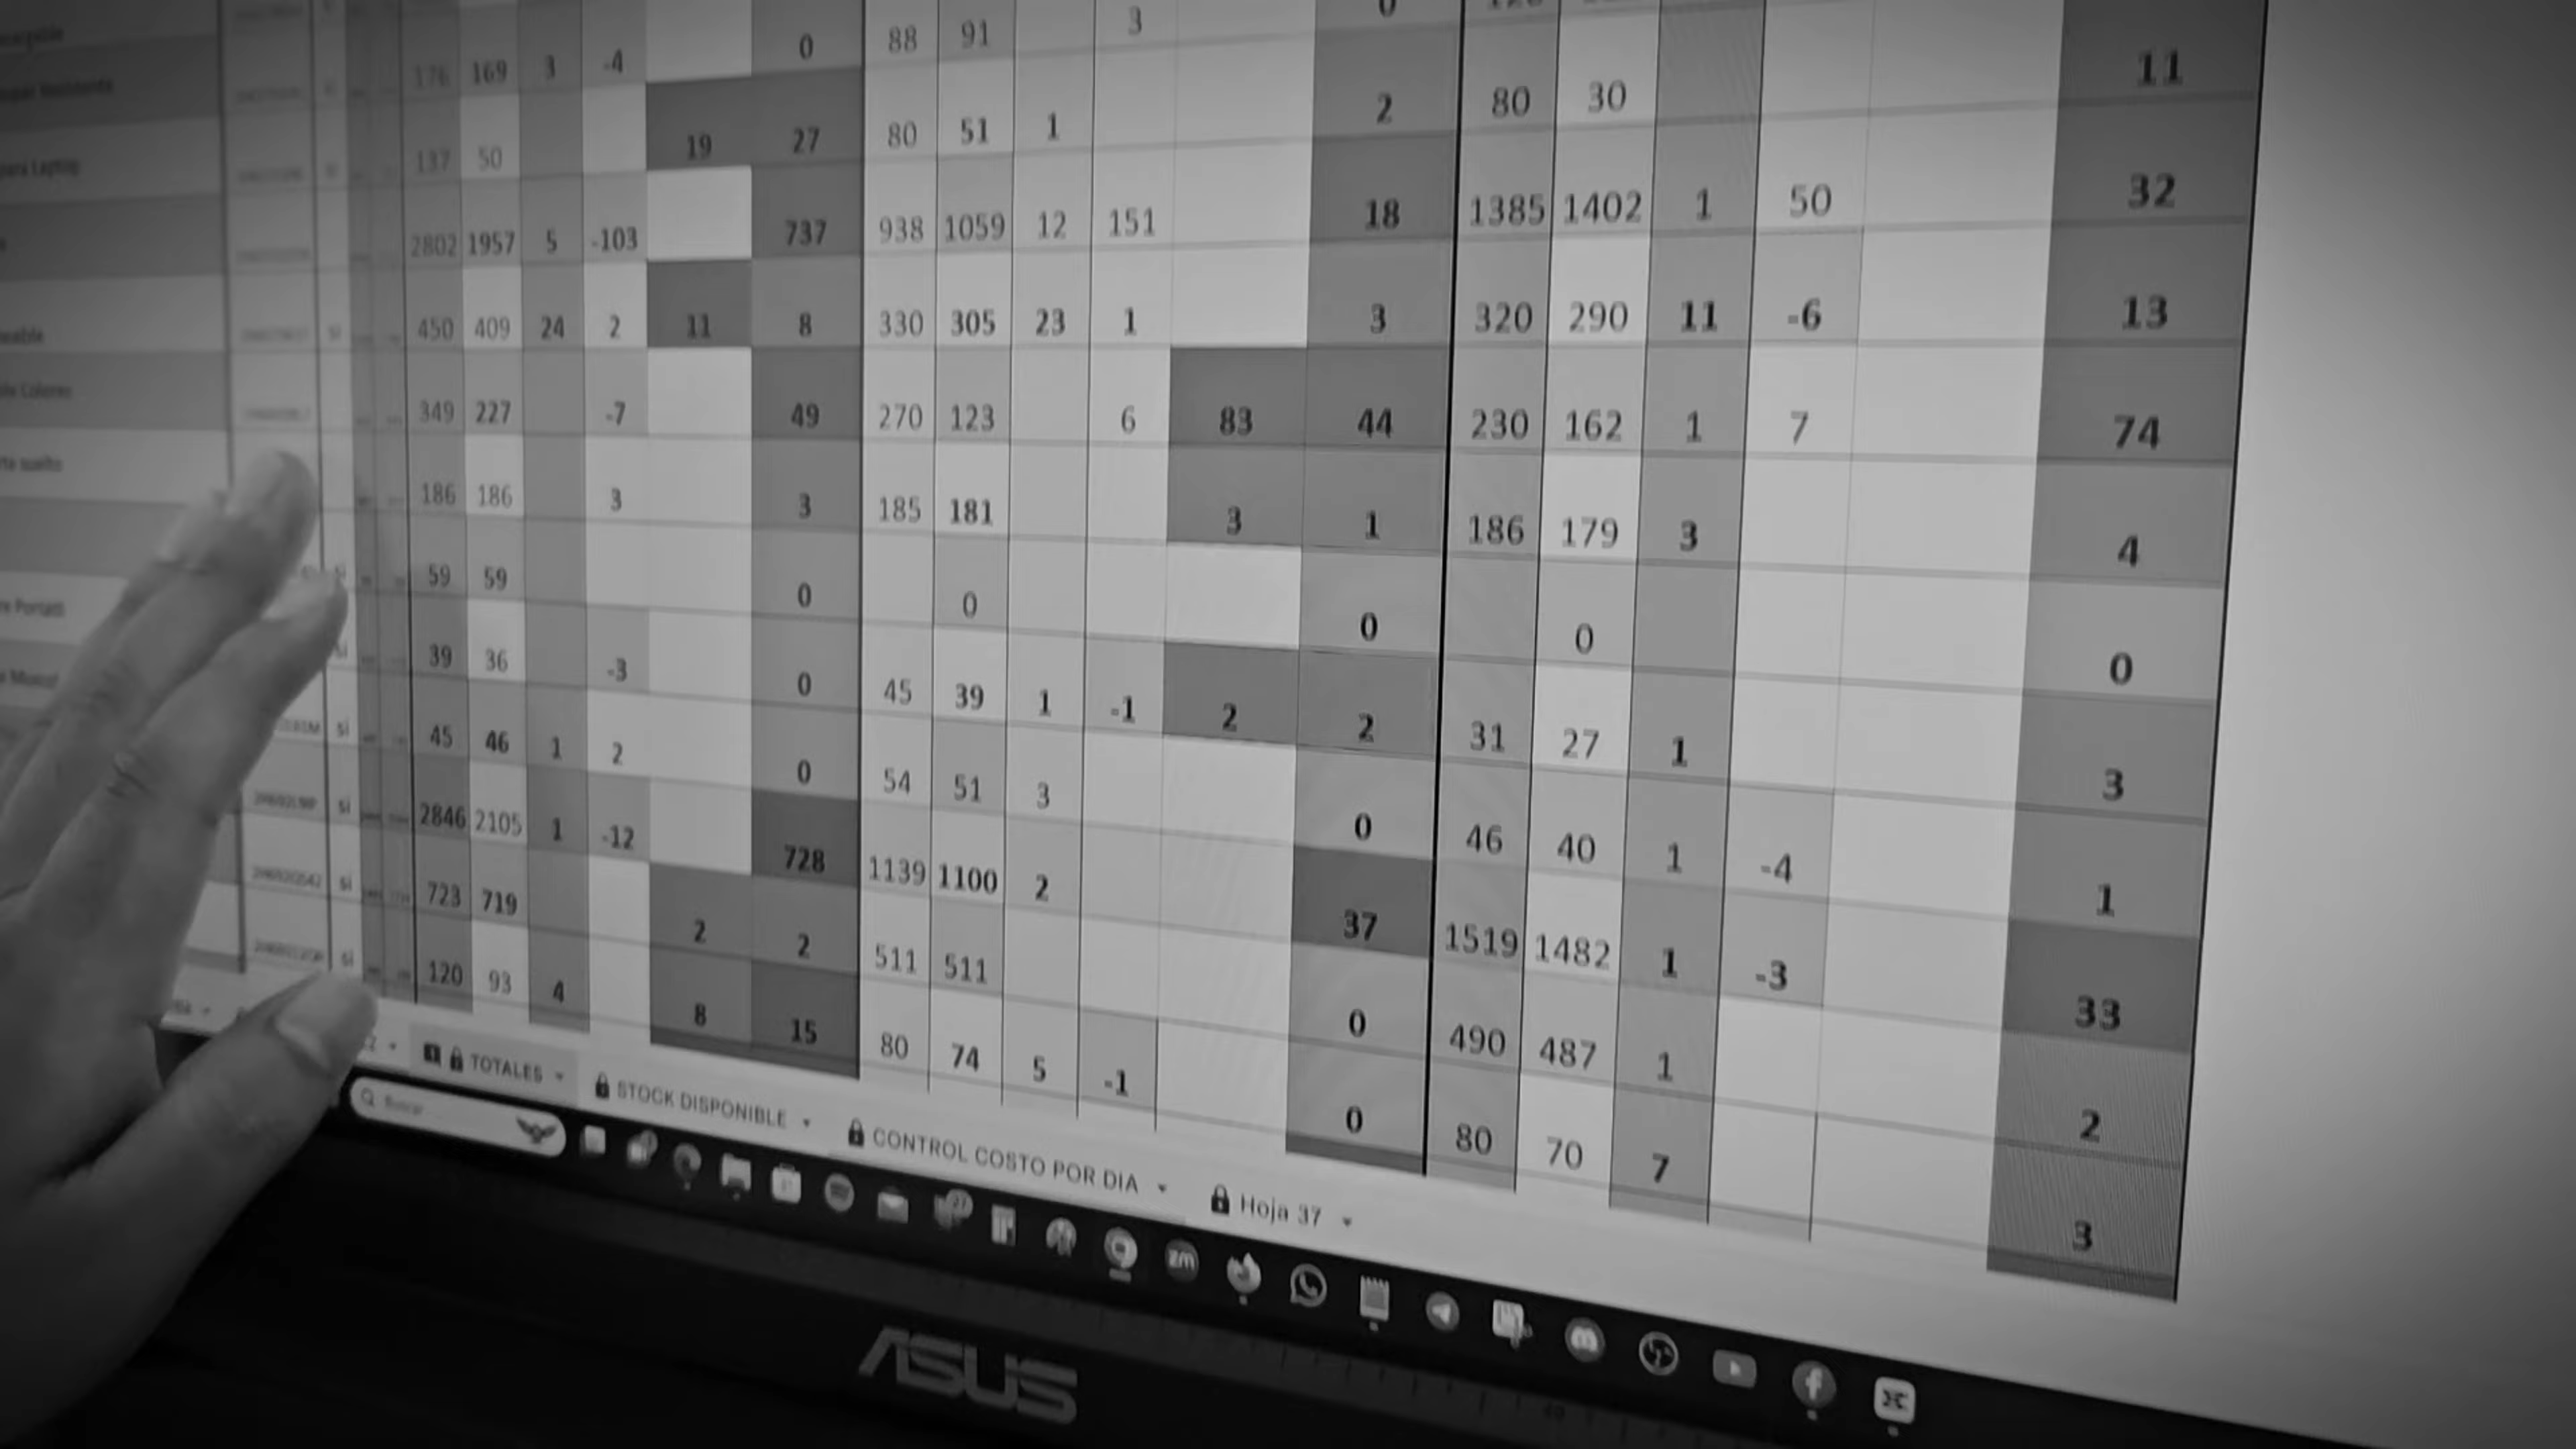 176 169 3 -4 0 88 91 3 0
137 50 19 27 80 51 1 2 80 30 11
2802 1957 5 -103 737 938 1059 12 151 18 1385 1402 1 50 32
450 409 24 2 11 8 330 305 23 1 3 320 290 11 -6 13
349 227 -7 49 270 123 6 83 44 230 162 1 7 74
186 186 3 3 185 181 3 1 186 179 3 4
59 59 0 0 0 0 0
39 36 -3 0 45 39 1 -1 2 2 31 27 1 3
SI 45 46 1 2 0 54 51 3 0 46 40 1 -4 1
SI 2846 2105 1 -12 728 1139 1100 2 37 1519 1482 1 -3 33
SI 723 719 2 2 511 511 0 490 487 1 2
SI 120 93 4 8 15 80 74 5 -1 0 80 70 7 3
TOTALES STOCK DISPONIBLE CONTROL COSTO POR DIA Hoja 37
Buscar
27
zm
ASUS